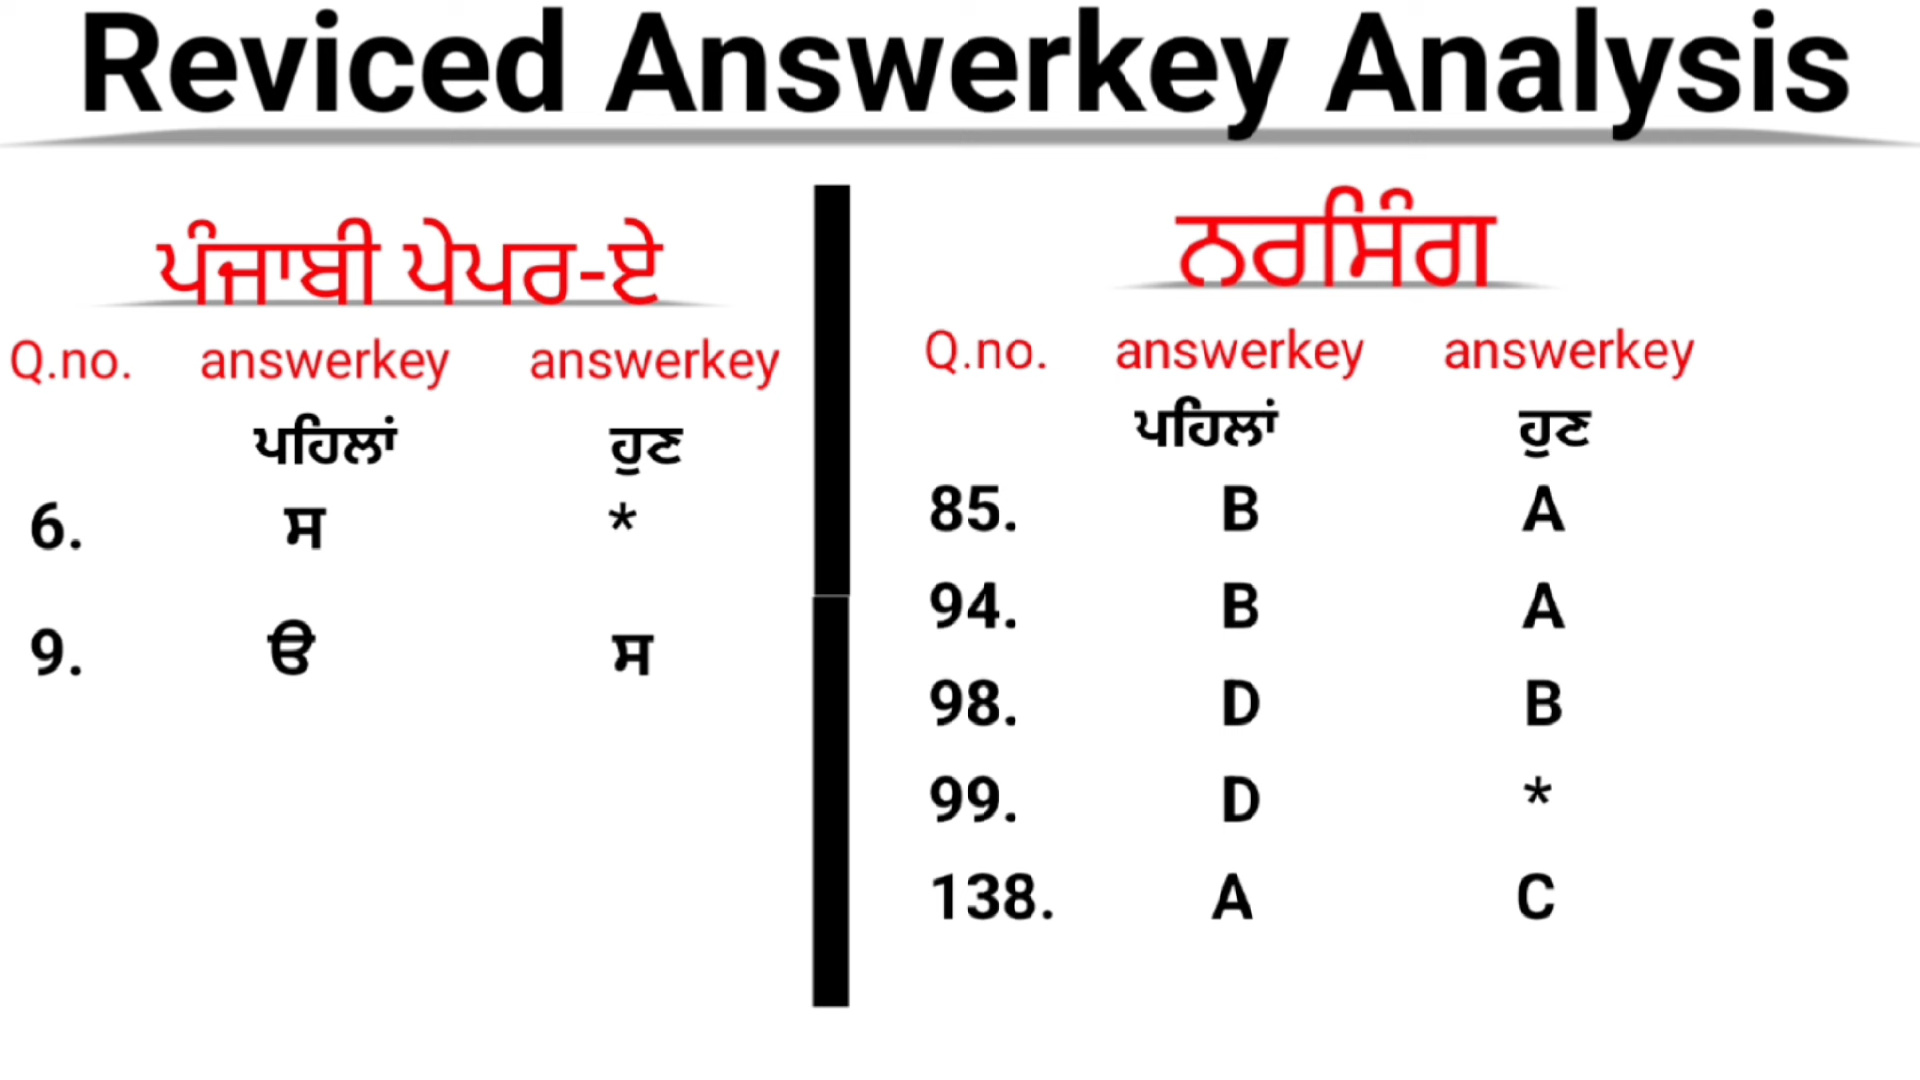 Reviced Answerkey Analysis
ਪੰਜਾਬੀ ਪੇਪਰ-ਏ
Q.no. answerkey answerkey
ਪਹਿਲਾਂ ਹੁਣ
6. ਸ *
9. ੳ ਸ
ਨਰਸਿੰਗ
Q.no. answerkey answerkey
ਪਹਿਲਾਂ ਹੁਣ
85. B A
94. B A
98. D B
99. D *
138. A C